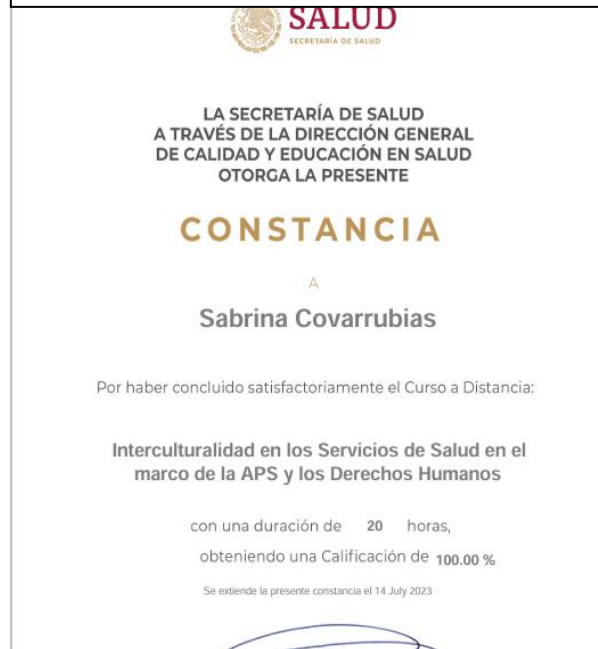 SALUD
SECRETARÍA DE SALUD
LA SECRETARÍA DE SALUD
A TRAVÉS DE LA DIRECCIÓN GENERAL
DE CALIDAD Y EDUCACIÓN EN SALUD
OTORGA LA PRESENTE
CONSTANCIA
A
Sabrina Covarrubias
Por haber concluido satisfactoriamente el Curso a Distancia:
Interculturalidad en los Servicios de Salud en el
marco de la APS y los Derechos Humanos
con una duración de 20 horas,
obteniendo una Calificación de 100.00 %
Se extiende la presente constancia el 14 July 2023